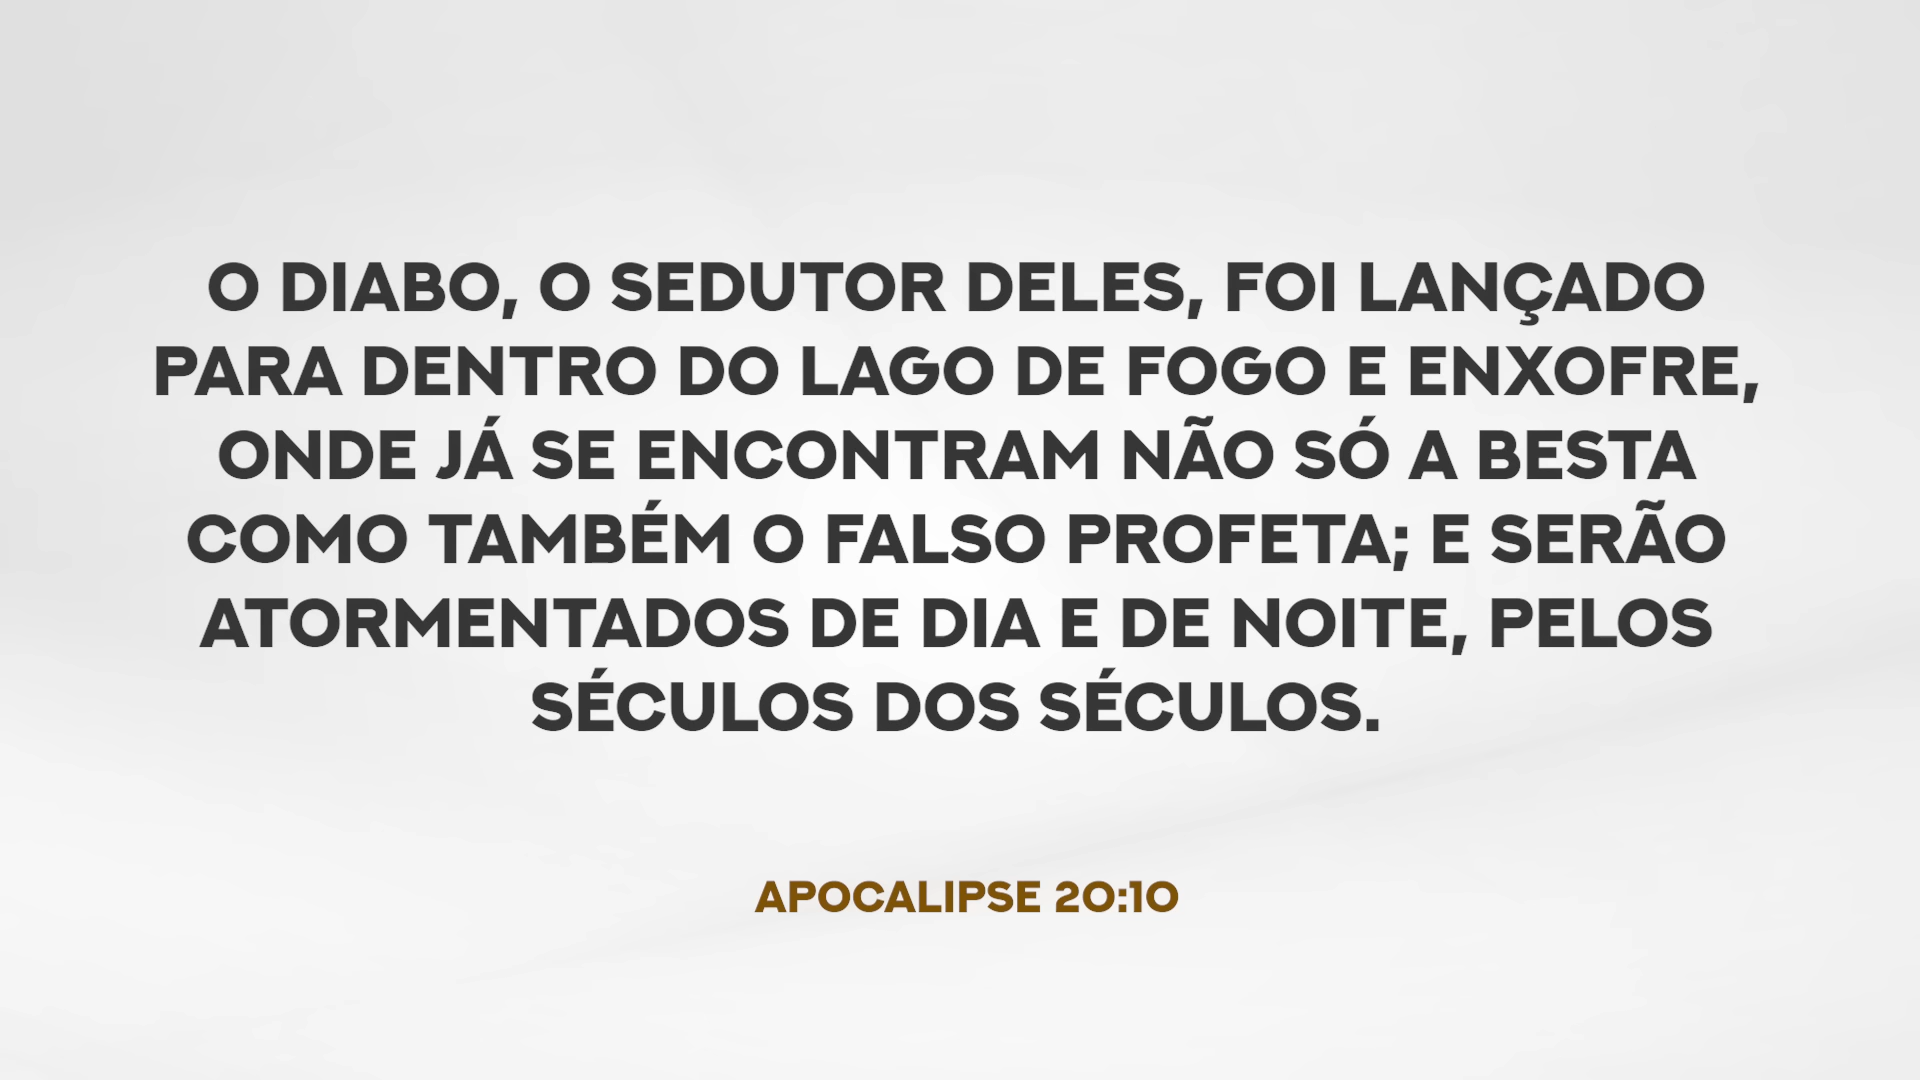 O DIABO, O SEDUTOR DELES, FOI LANÇADO
PARA DENTRO DO LAGO DE FOGO E ENXOFRE,
ONDE JÁ SE ENCONTRAM NÃO SÓ A BESTA
COMO TAMBÉM O FALSO PROFETA; E SERÃO
ATORMENTADOS DE DIA E DE NOITE, PELOS
SÉCULOS DOS SÉCULOS.
APOCALIPSE 20:10